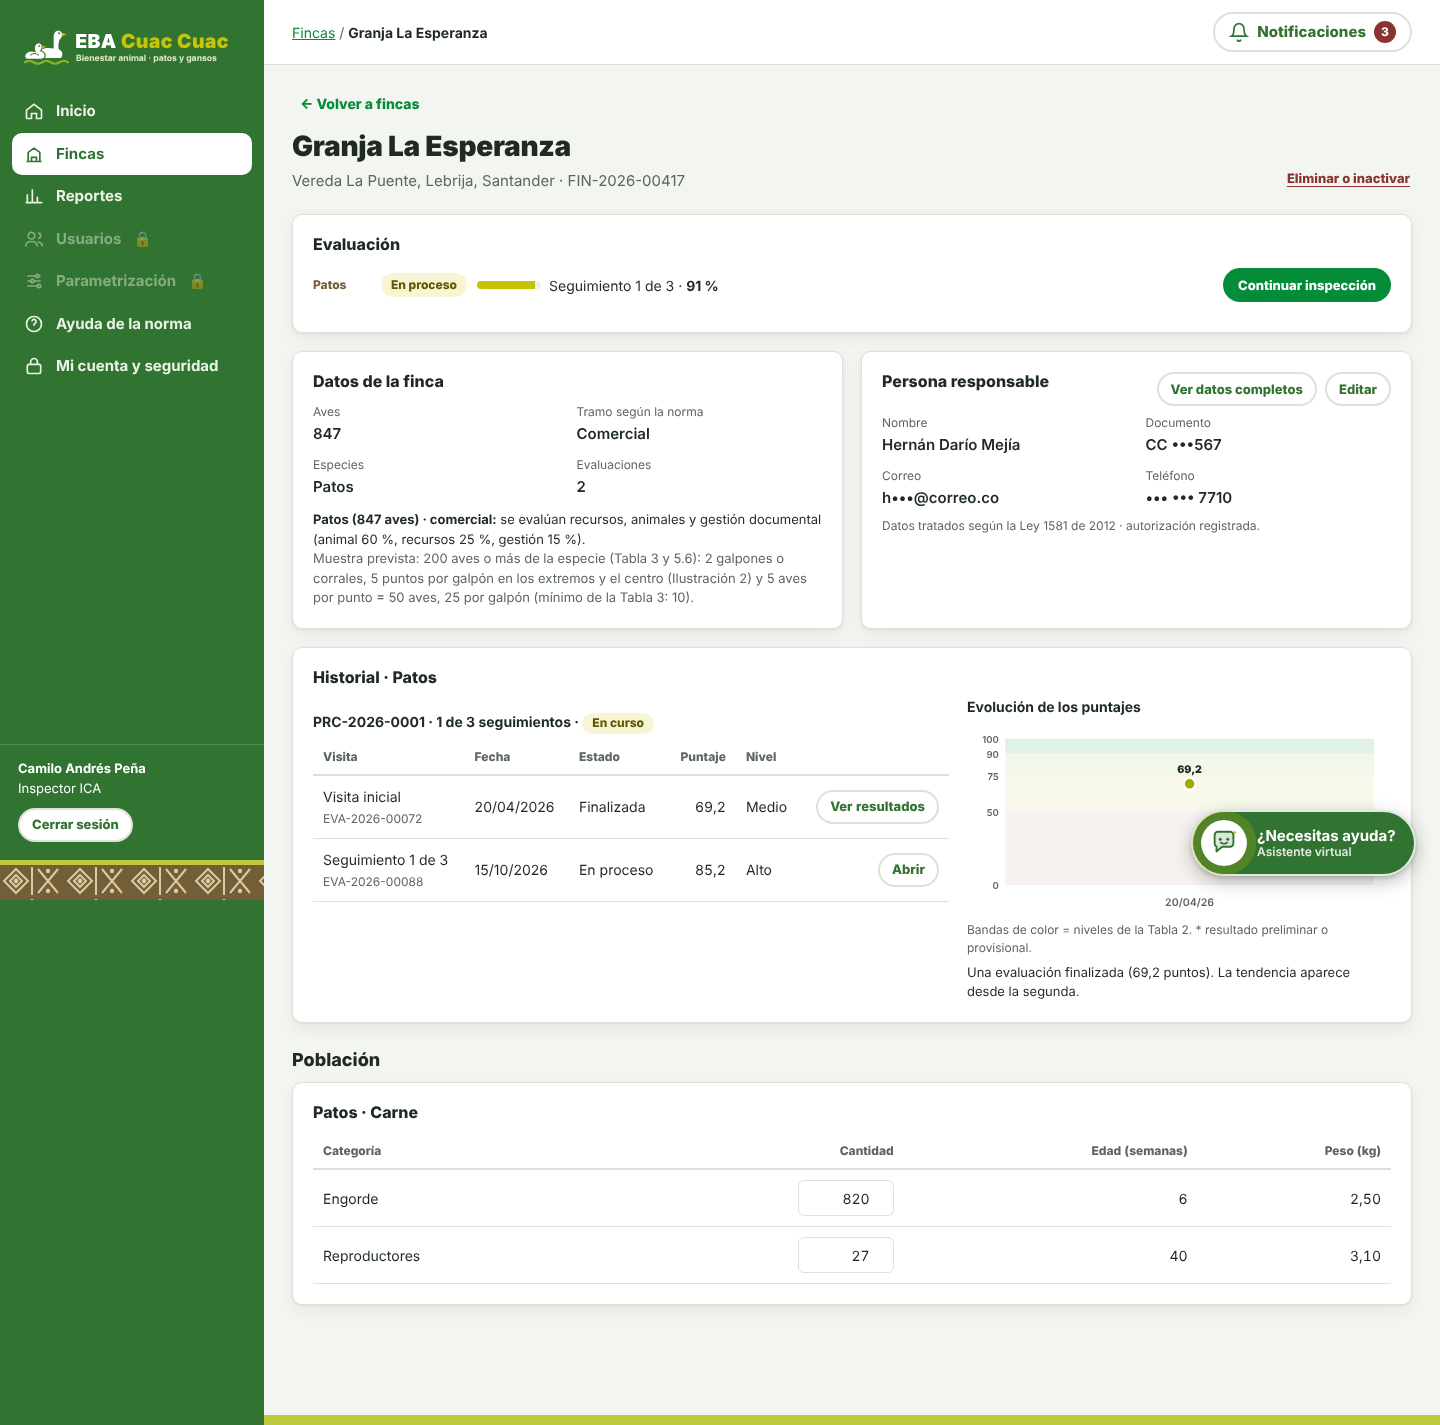 EBA Cuac Cuac
Bienestar animal · patos y gansos
Inicio
Fincas
Reportes
Usuarios 🔒
Parametrización 🔒
Ayuda de la norma
Mi cuenta y seguridad
Camilo Andrés Peña
Inspector ICA
Cerrar sesión
Fincas / Granja La Esperanza
Notificaciones 3
← Volver a fincas
Granja La Esperanza
Vereda La Puente, Lebrija, Santander · FIN-2026-00417
Eliminar o inactivar
Evaluación
Patos En proceso Seguimiento 1 de 3 · 91 % Continuar inspección
Datos de la finca
Aves Tramo según la norma
847 Comercial
Especies Evaluaciones
Patos 2
Patos (847 aves) · comercial: se evalúan recursos, animales y gestión documental
(animal 60 %, recursos 25 %, gestión 15 %).
Muestra prevista: 200 aves o más de la especie (Tabla 3 y 5.6): 2 galpones o
corrales, 5 puntos por galpón en los extremos y el centro (Ilustración 2) y 5 aves
por punto = 50 aves, 25 por galpón (mínimo de la Tabla 3: 10).
Persona responsable Ver datos completos Editar
Nombre Documento
Hernán Darío Mejía CC •••567
Correo Teléfono
h•••@correo.co ••• ••• 7710
Datos tratados según la Ley 1581 de 2012 · autorización registrada.
Historial · Patos
PRC-2026-0001 · 1 de 3 seguimientos · En curso
Visita Fecha Estado Puntaje Nivel
Visita inicial
EVA-2026-00072
20/04/2026 Finalizada 69,2 Medio Ver resultados
Seguimiento 1 de 3
EVA-2026-00088
15/10/2026 En proceso 85,2 Alto Abrir
Evolución de los puntajes
100
90
75
50
0
69,2
20/04/26
Bandas de color = niveles de la Tabla 2. * resultado preliminar o
provisional.
Una evaluación finalizada (69,2 puntos). La tendencia aparece
desde la segunda.
¿Necesitas ayuda?
Asistente virtual
Población
Patos · Carne
Categoría Cantidad Edad (semanas) Peso (kg)
Engorde 820 6 2,50
Reproductores 27 40 3,10